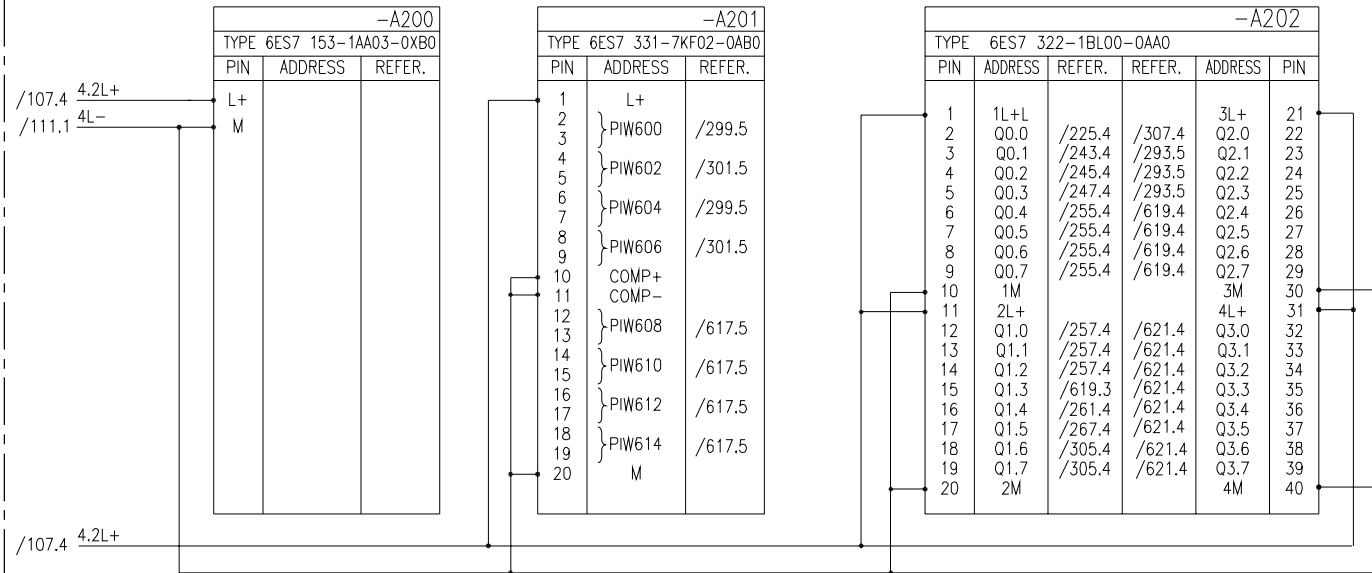 -A200
TYPE 6ES7 153-1AA03-0XB0
PIN ADDRESS REFER.
/107.4 4.2L+ L+
/111.1 4L- M
-A201
TYPE 6ES7 331-7KF02-0AB0
PIN ADDRESS REFER.
1 L+
2
3 PIW600 /299.5
4
5 PIW602 /301.5
6
7 PIW604 /299.5
8
9 PIW606 /301.5
10 COMP+
11 COMP-
12
13 PIW608 /617.5
14
15 PIW610 /617.5
16
17 PIW612 /617.5
18
19 PIW614 /617.5
20 M
-A202
TYPE 6ES7 322-1BL00-0AA0
PIN ADDRESS REFER. REFER. ADDRESS PIN
1 1L+L 3L+ 21
2 Q0.0 /225.4 /307.4 Q2.0 22
3 Q0.1 /243.4 /293.5 Q2.1 23
4 Q0.2 /245.4 /293.5 Q2.2 24
5 Q0.3 /247.4 /293.5 Q2.3 25
6 Q0.4 /255.4 /619.4 Q2.4 26
7 Q0.5 /255.4 /619.4 Q2.5 27
8 Q0.6 /255.4 /619.4 Q2.6 28
9 Q0.7 /255.4 /619.4 Q2.7 29
10 1M 3M 30
11 2L+ 4L+ 31
12 Q1.0 /257.4 /621.4 Q3.0 32
13 Q1.1 /257.4 /621.4 Q3.1 33
14 Q1.2 /257.4 /621.4 Q3.2 34
15 Q1.3 /619.3 /621.4 Q3.3 35
16 Q1.4 /261.4 /621.4 Q3.4 36
17 Q1.5 /267.4 /621.4 Q3.5 37
18 Q1.6 /305.4 /621.4 Q3.6 38
19 Q1.7 /305.4 /621.4 Q3.7 39
20 2M 4M 40
/107.4 4.2L+